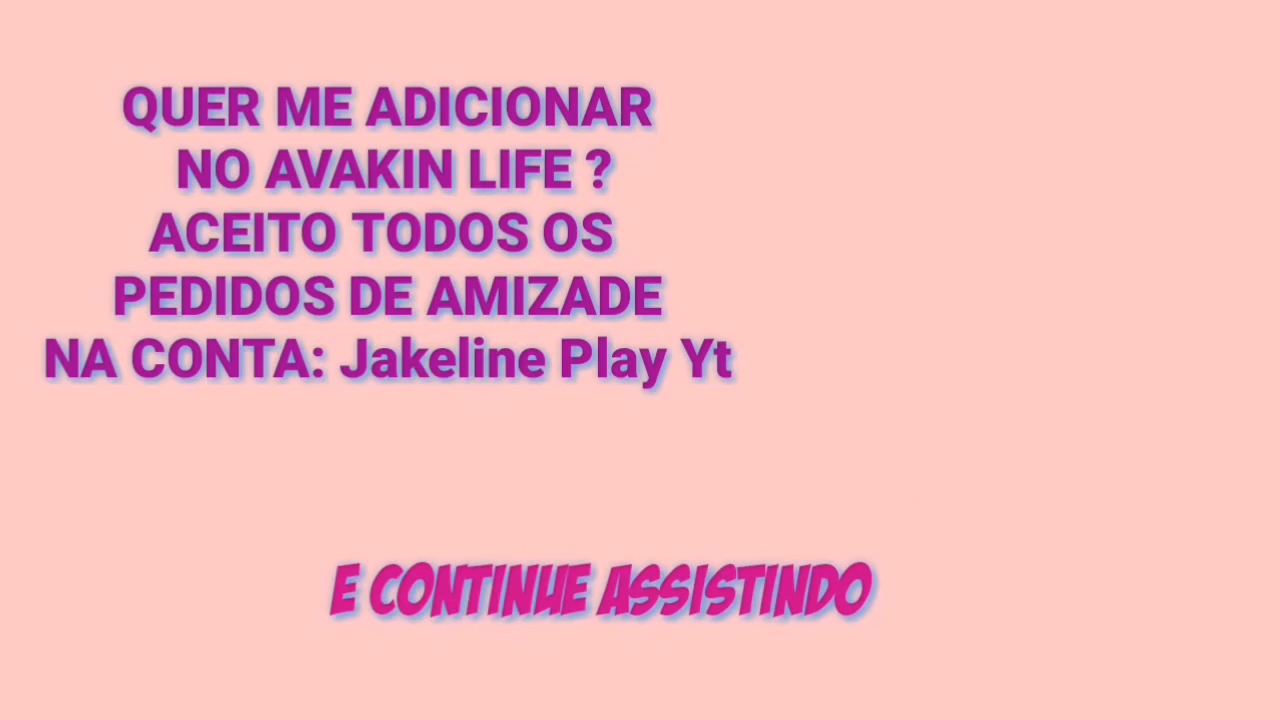 QUER ME ADICIONAR
NO AVAKIN LIFE ?
ACEITO TODOS OS
PEDIDOS DE AMIZADE
NA CONTA: Jakeline Play Yt
E CONTINUE ASSISTINDO